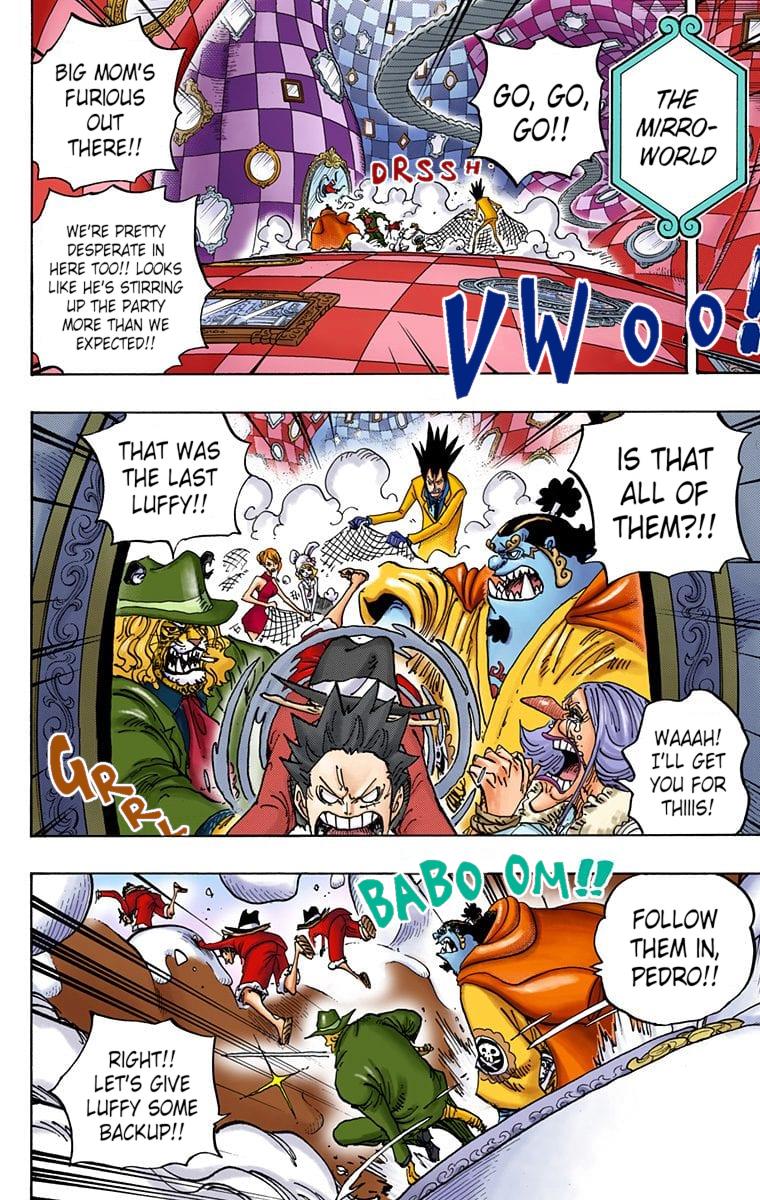 THE
MIRRO-
WORLD
GO, GO,
GO!!
DRSSH
BIG MOM'S
FURIOUS
OUT
THERE!!
WE'RE PRETTY
DESPERATE IN
HERE TOO!! LOOKS
LIKE HE'S STIRRING
UP THE PARTY
MORE THAN WE
EXPECTED!!
VWOO!
IS THAT
ALL OF
THEM?!!
THAT WAS
THE LAST
LUFFY!!
WAAAH!
I'LL GET
YOU FOR
THIIIS!
GRRR
BABOOM!!
FOLLOW
THEM IN,
PEDRO!!
RIGHT!!
LET'S GIVE
LUFFY SOME
BACKUP!!